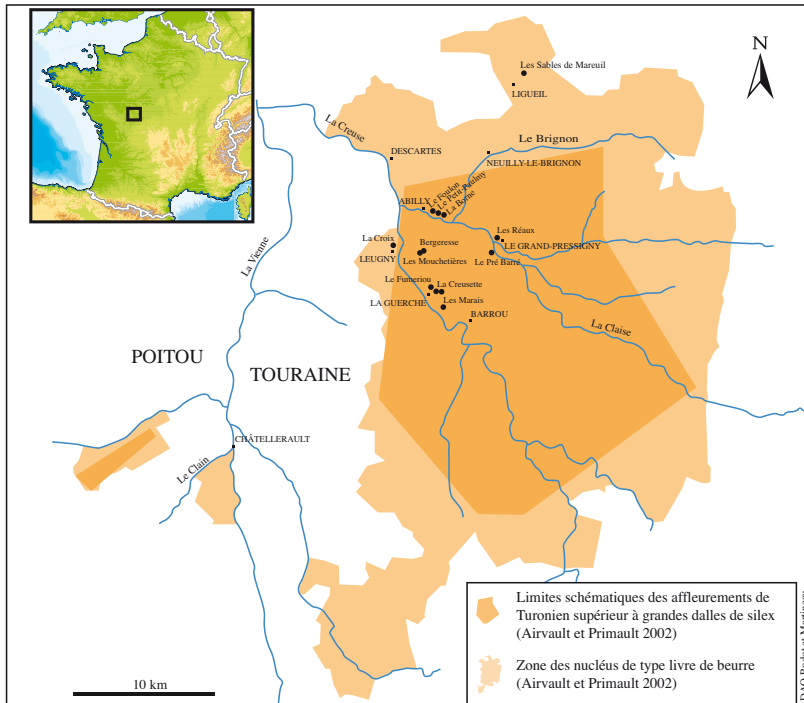 N
Les Sables de Mareuil
LIGUEIL
La Creuse
Le Brignon
DESCARTES
NEUILLY-LE-BRIGNON
ABILLY
Le Foulon
Le Petit-Paulmy
La Borne
Les Réaux
LE GRAND-PRESSIGNY
La Croix
LEUGNY
Bergeresse
Les Mouchetières
Le Pré Barré
La Vienne
Le Fumeriou
La Creusette
LA GUERCHE
Les Marais
BARROU
La Claise
POITOU
TOURAINE
CHÂTELLERAULT
Le Clain
Limites schématiques des affleurements de
Turonien supérieur à grandes dalles de silex
(Airvault et Primault 2002)
Zone des nucléus de type livre de beurre
(Airvault et Primault 2002)
10 km
DAO